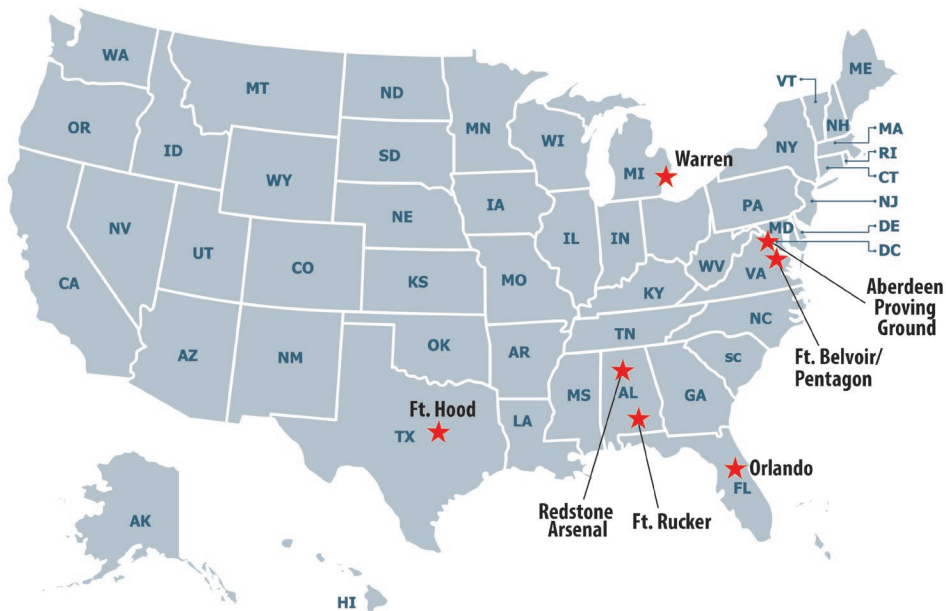 WA
MT
ND
MN
OR
ID
WY
SD
WI
MI
Warren
NY
VT
NH
ME
MA
RI
CT
NJ
DE
DC
NV
UT
CO
NE
IA
IL
IN
PA
MD
WV
VA
CA
KS
MO
KY
Aberdeen
Proving
Ground
AZ
NM
OK
AR
TN
NC
SC
Ft. Belvoir/
Pentagon
TX
Ft. Hood
LA
MS
AL
GA
Redstone
Arsenal
Ft. Rucker
Orlando
FL
AK
HI